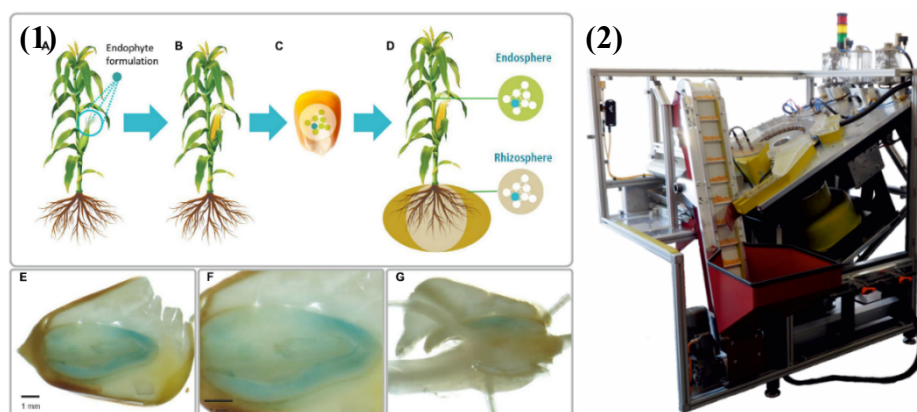 (1)
A
Endophyte
formulation
B
C
D
Endosphere
Rhizosphere
E
1 mm
F
G
(2)